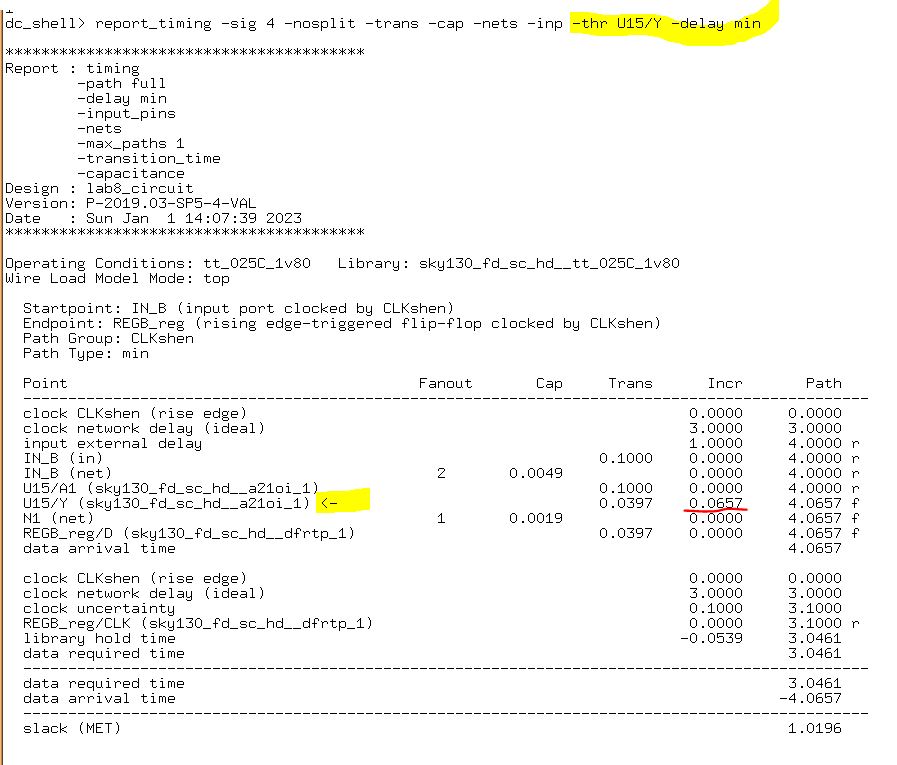 dc_shell> report_timing -sig 4 -nosplit -trans -cap -nets -inp -thr U15/Y -delay min
****************************************
Report : timing
        -path full
        -delay min
        -input_pins
        -nets
        -max_paths 1
        -transition_time
        -capacitance
Design : lab8_circuit
Version: P-2019.03-SP5-4-VAL
Date   : Sun Jan  1 14:07:39 2023
****************************************
Operating Conditions: tt_025C_1v80   Library: sky130_fd_sc_hd__tt_025C_1v80
Wire Load Model Mode: top
  Startpoint: IN_B (input port clocked by CLKshen)
  Endpoint: REGB_reg (rising edge-triggered flip-flop clocked by CLKshen)
  Path Group: CLKshen
  Path Type: min
  Point                                       Fanout       Cap     Trans      Incr       Path
  ----------------------------------------------------------------------------------------------
  clock CLKshen (rise edge)                                                 0.0000     0.0000
  clock network delay (ideal)                                               3.0000     3.0000
  input external delay                                                      1.0000     4.0000 r
  IN_B (in)                                                       0.1000    0.0000     4.0000 r
  IN_B (net)                                    2      0.0049               0.0000     4.0000 r
  U15/A1 (sky130_fd_sc_hd__a21oi_1)                               0.1000    0.0000     4.0000 r
  U15/Y (sky130_fd_sc_hd__a21oi_1) <-                             0.0397    0.0657     4.0657 f
  N1 (net)                                      1      0.0019               0.0000     4.0657 f
  REGB_reg/D (sky130_fd_sc_hd__dfrtp_1)                           0.0397    0.0000     4.0657 f
  data arrival time                                                                    4.0657
  clock CLKshen (rise edge)                                                 0.0000     0.0000
  clock network delay (ideal)                                               3.0000     3.0000
  clock uncertainty                                                         0.1000     3.1000
  REGB_reg/CLK (sky130_fd_sc_hd__dfrtp_1)                                   0.0000     3.1000 r
  library hold time                                                        -0.0539     3.0461
  data required time                                                                   3.0461
  ----------------------------------------------------------------------------------------------
  data required time                                                                   3.0461
  data arrival time                                                                   -4.0657
  ----------------------------------------------------------------------------------------------
  slack (MET)                                                                          1.0196